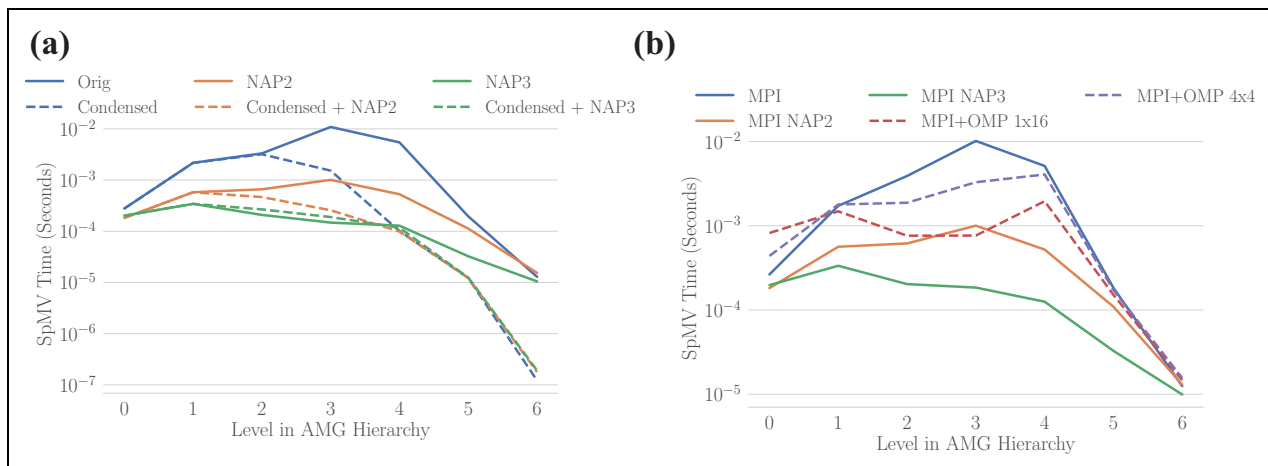 (a)
Orig NAP2 NAP3
Condensed Condensed + NAP2 Condensed + NAP3
10^-2
10^-3
10^-4
10^-5
10^-6
10^-7
SpMV Time (Seconds)
0 1 2 3 4 5 6
Level in AMG Hierarchy
(b)
MPI MPI NAP3 MPI+OMP 4x4
MPI NAP2 MPI+OMP 1x16
10^-2
10^-3
10^-4
10^-5
SpMV Time (Seconds)
0 1 2 3 4 5 6
Level in AMG Hierarchy